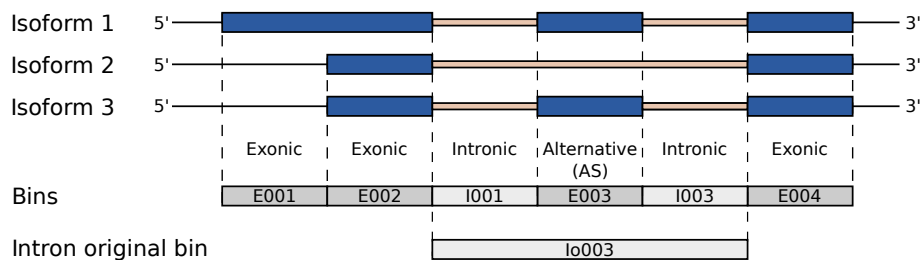 Isoform 1 5' 3'
Isoform 2 5' 3'
Isoform 3 5' 3'
Exonic Exonic Intronic Alternative (AS) Intronic Exonic
Bins E001 E002 I001 E003 I003 E004
Intron original bin Io003